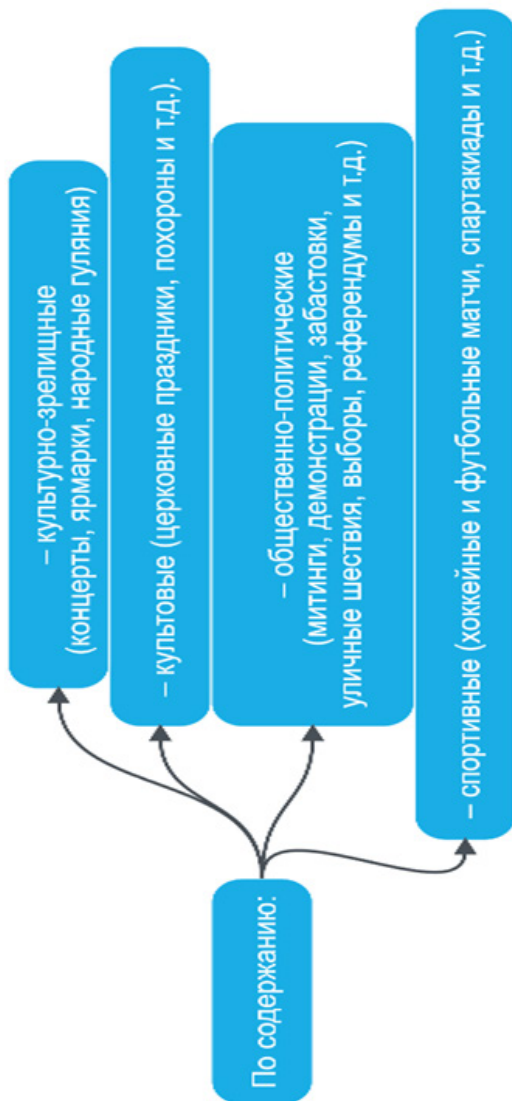 По содержанию:
– культурно-зрелищные
(концерты, ярмарки, народные гуляния)
– культовые (церковные праздники, похороны и т.д.).
– общественно-политические
(митинги, демонстрации, забастовки,
уличные шествия, выборы, референдумы и т.д.)
– спортивные (хоккейные и футбольные матчи, спартакиады и т.д.)